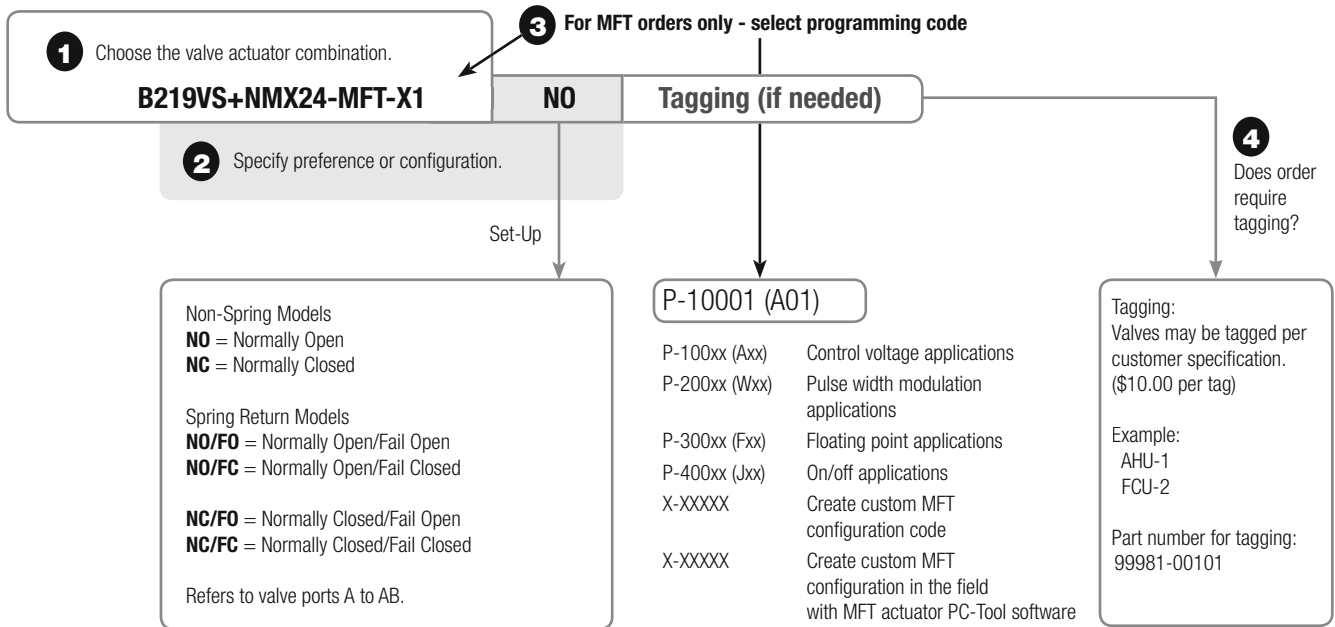 3 For MFT orders only - select programming code
1 Choose the valve actuator combination.
B219VS+NMX24-MFT-X1
NO
Tagging (if needed)
2 Specify preference or configuration.
4
Does order
require
tagging?
Set-Up
Non-Spring Models
NO = Normally Open
NC = Normally Closed
Spring Return Models
NO/FO = Normally Open/Fail Open
NO/FC = Normally Open/Fail Closed
NC/FO = Normally Closed/Fail Open
NC/FC = Normally Closed/Fail Closed
Refers to valve ports A to AB.
P-10001 (A01)
P-100xx (Axx) Control voltage applications
P-200xx (Wxx) Pulse width modulation
applications
P-300xx (Fxx) Floating point applications
P-400xx (Jxx) On/off applications
X-XXXXX Create custom MFT
configuration code
X-XXXXX Create custom MFT
configuration in the field
with MFT actuator PC-Tool software
Tagging:
Valves may be tagged per
customer specification.
($10.00 per tag)
Example:
AHU-1
FCU-2
Part number for tagging:
99981-00101